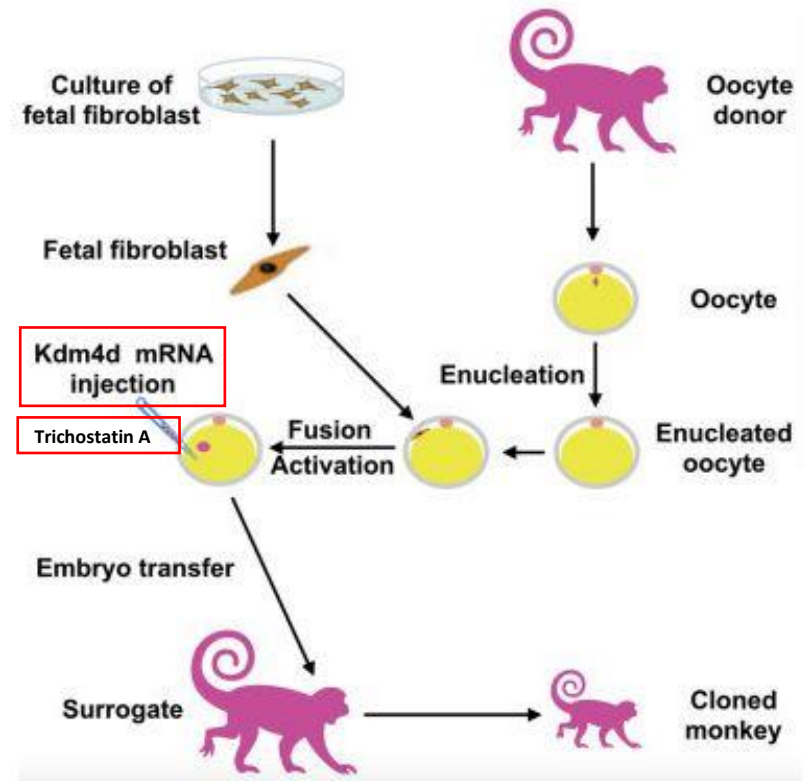 Culture of
fetal fibroblast
Oocyte
donor
Fetal fibroblast
Oocyte
Kdm4d mRNA
injection
Enucleation
Trichostatin A
Fusion
Activation
Enucleated
oocyte
Embryo transfer
Surrogate
Cloned
monkey